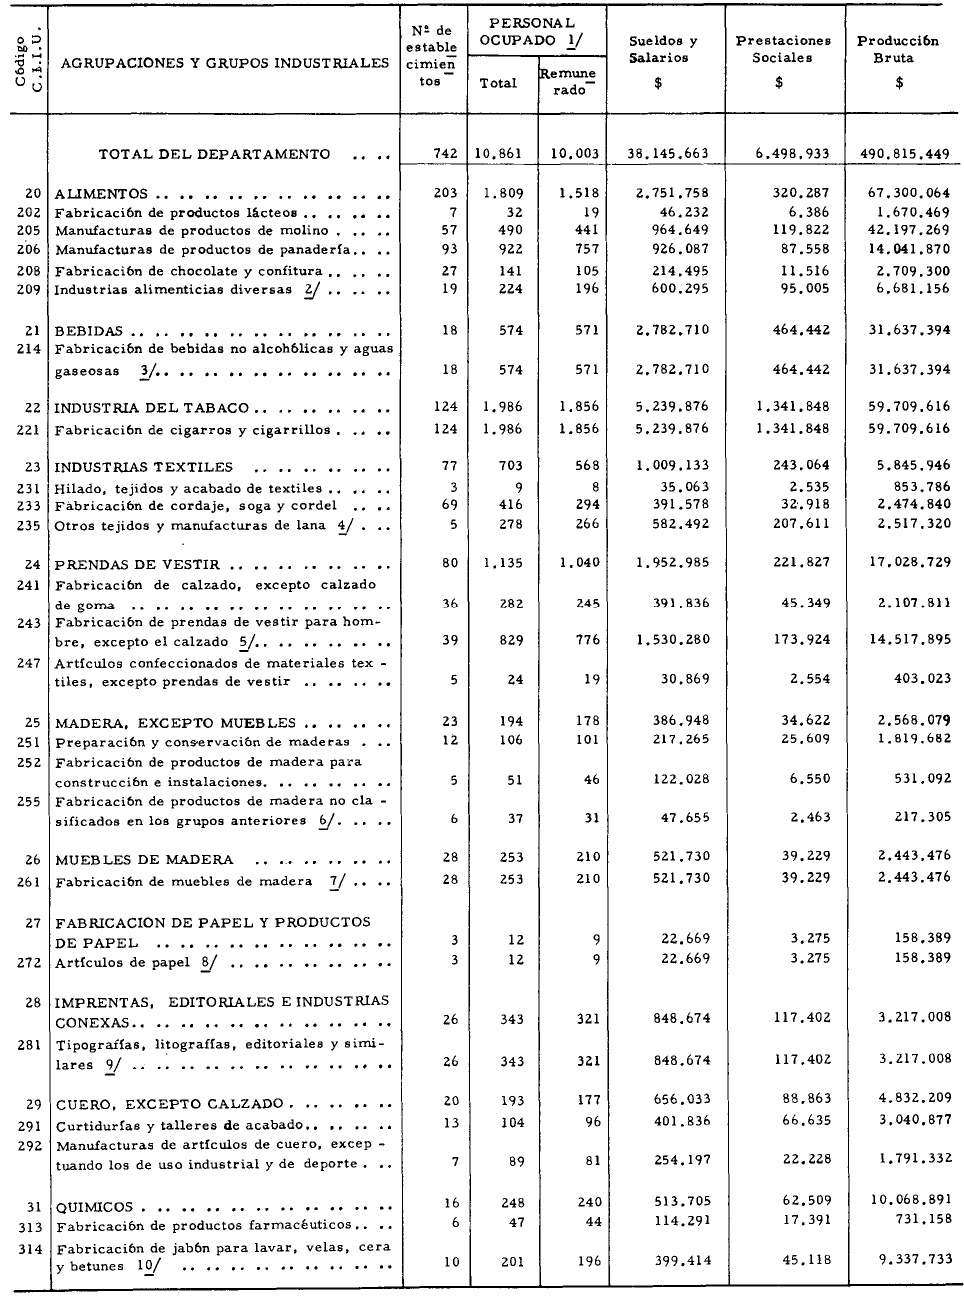 Código C.I.I.U.
AGRUPACIONES Y GRUPOS INDUSTRIALES
Nº de estable cimien tos
PERSONAL OCUPADO 1/
Total
Remune rado
Sueldos y Salarios $
Prestaciones Sociales $
Producción Bruta $
TOTAL DEL DEPARTAMENTO .... 742 10.861 10.003 38.145.663 6.498.933 490.815.449
20 ALIMENTOS .................... 203 1.809 1.518 2.751.758 320.287 67.300.064
202 Fabricación de productos lácteos ........ 7 32 19 46.232 6.386 1.670.469
205 Manufacturas de productos de molino ..... 57 490 441 964.649 119.822 42.197.269
206 Manufacturas de productos de panadería.... 93 922 757 926.087 87.558 14.041.870
208 Fabricación de chocolate y confitura ...... 27 141 105 214.495 11.516 2.709.300
209 Industrias alimenticias diversas 2/ ...... 19 224 196 600.295 95.005 6.681.156
21 BEBIDAS ...................... 18 574 571 2.782.710 464.442 31.637.394
214 Fabricación de bebidas no alcohólicas y aguas
gaseosas 3/.................... 18 574 571 2.782.710 464.442 31.637.394
22 INDUSTRIA DEL TABACO ............ 124 1.986 1.856 5.239.876 1.341.848 59.709.616
221 Fabricación de cigarros y cigarrillos ..... 124 1.986 1.856 5.239.876 1.341.848 59.709.616
23 INDUSTRIAS TEXTILES ............ 77 703 568 1.009.133 243.064 5.845.946
231 Hilado, tejidos y acabado de textiles ...... 3 9 8 35.063 2.535 853.786
233 Fabricación de cordaje, soga y cordel .... 69 416 294 391.578 32.918 2.474.840
235 Otros tejidos y manufacturas de lana 4/ ... 5 278 266 582.492 207.611 2.517.320
24 PRENDAS DE VESTIR .............. 80 1.135 1.040 1.952.985 221.827 17.028.729
241 Fabricación de calzado, excepto calzado
de goma ...................... 36 282 245 391.836 45.349 2.107.811
243 Fabricación de prendas de vestir para hom-
bre, excepto el calzado 5/............ 39 829 776 1.530.280 173.924 14.517.895
247 Artículos confeccionados de materiales tex -
tiles, excepto prendas de vestir ........ 5 24 19 30.869 2.554 403.023
25 MADERA, EXCEPTO MUEBLES ........ 23 194 178 386.948 34.622 2.568.079
251 Preparación y conservación de maderas ... 12 106 101 217.265 25.609 1.819.682
252 Fabricación de productos de madera para
construcción e instalaciones........... 5 51 46 122.028 6.550 531.092
255 Fabricación de productos de madera no cla -
sificados en los grupos anteriores 6/..... 6 37 31 47.655 2.463 217.305
26 MUEBLES DE MADERA ............ 28 253 210 521.730 39.229 2.443.476
261 Fabricación de muebles de madera 7/ .... 28 253 210 521.730 39.229 2.443.476
27 FABRICACION DE PAPEL Y PRODUCTOS
DE PAPEL .................... 3 12 9 22.669 3.275 158.389
272 Artículos de papel 8/ .............. 3 12 9 22.669 3.275 158.389
28 IMPRENTAS, EDITORIALES E INDUSTRIAS
CONEXAS...................... 26 343 321 848.674 117.402 3.217.008
281 Tipografías, litografías, editoriales y simi-
lares 9/ ...................... 26 343 321 848.674 117.402 3.217.008
29 CUERO, EXCEPTO CALZADO ......... 20 193 177 656.033 88.863 4.832.209
291 Curtidurías y talleres de acabado........ 13 104 96 401.836 66.635 3.040.877
292 Manufacturas de artículos de cuero, excep -
tuando los de uso industrial y de deporte ... 7 89 81 254.197 22.228 1.791.332
31 QUIMICOS ..................... 16 248 240 513.705 62.509 10.068.891
313 Fabricación de productos farmacéuticos.... 6 47 44 114.291 17.391 731.158
314 Fabricación de jabón para lavar, velas, cera
y betunes 10/ .................. 10 201 196 399.414 45.118 9.337.733